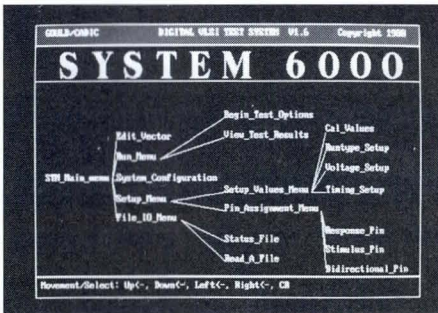 GOULD/CADIC DIGITAL VLSI TEST SYSTEM V1.6 Copyright 1988
SYSTEM 6000
Begin_Test_Options
Edit_Vector View_Test_Results Cal_Values
Run_Menu Runtype_Setup
STM_Main_menu System_Configuration Voltage_Setup
Setup_Menu Setup_Values_Menu Timing_Setup
File_IO_Menu Pin_Assignment_Menu
Response_Pin
Status_File Stimulus_Pin
Read_A_File Bidirectional_Pin
Movement/Select: Up<-, Down<-, Left<-, Right<-, CR